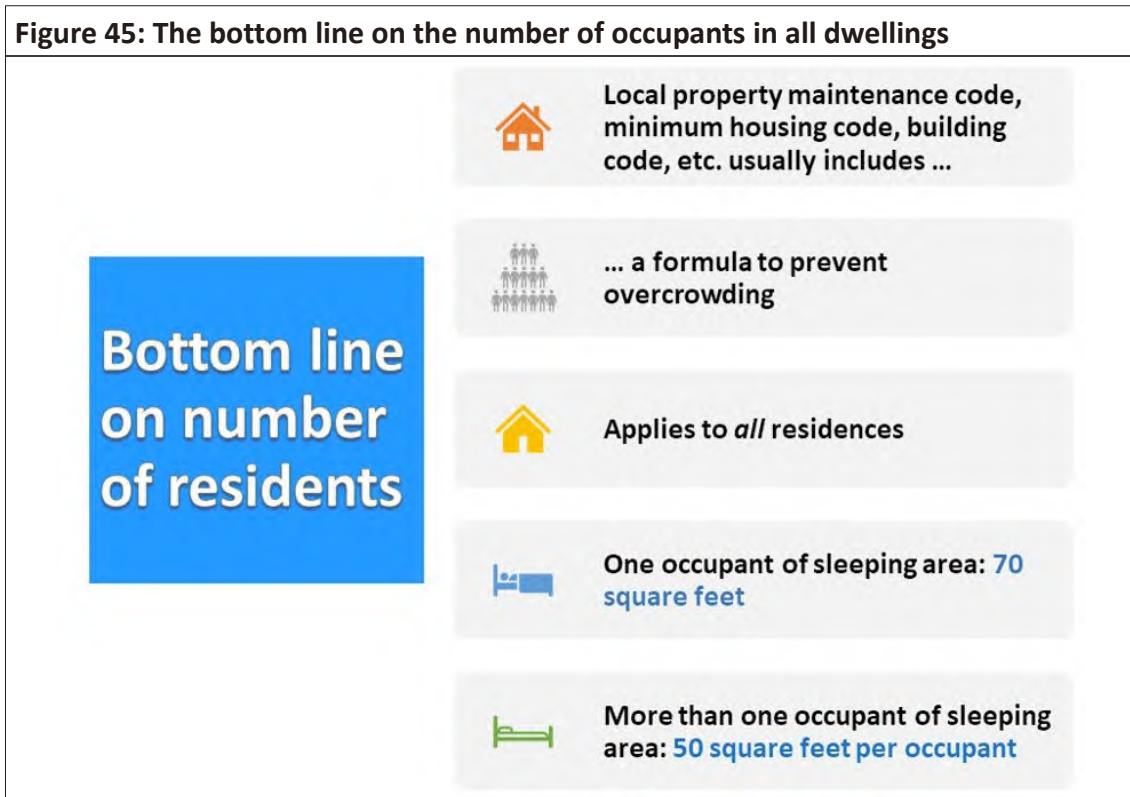 Figure 45: The bottom line on the number of occupants in all dwellings
Bottom line
on number
of residents
Local property maintenance code,
minimum housing code, building
code, etc. usually includes ...
... a formula to prevent
overcrowding
Applies to all residences
One occupant of sleeping area: 70
square feet
More than one occupant of sleeping
area: 50 square feet per occupant